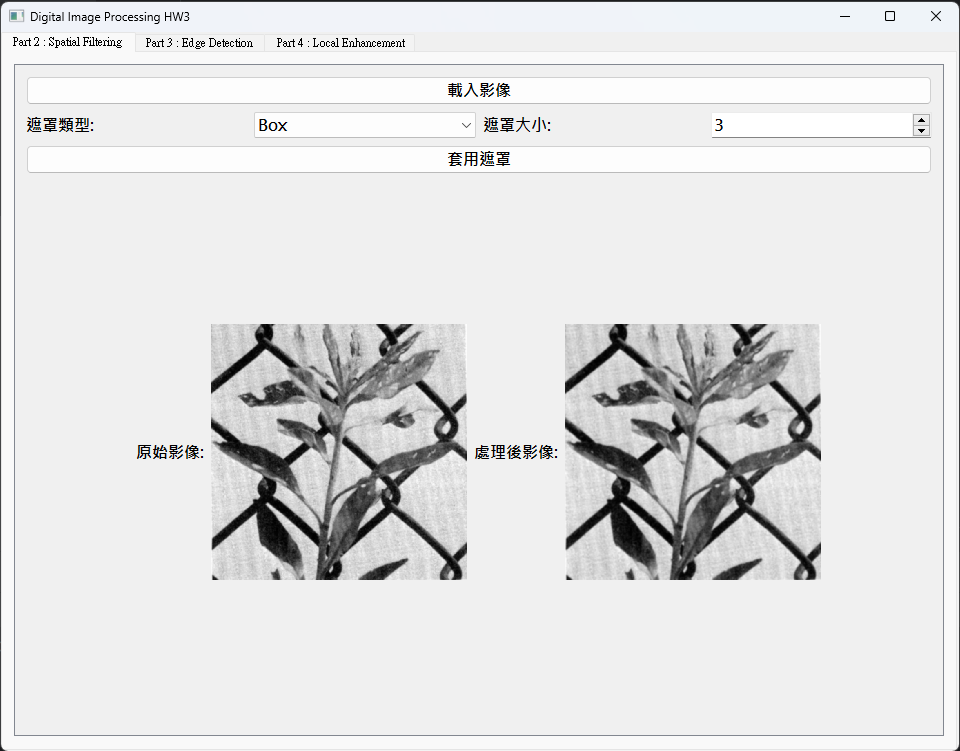 Digital Image Processing HW3
Part 2 : Spatial Filtering Part 3 : Edge Detection Part 4 : Local Enhancement
載入影像
遮罩類型: Box 遮罩大小: 3
套用遮罩
原始影像: 處理後影像: